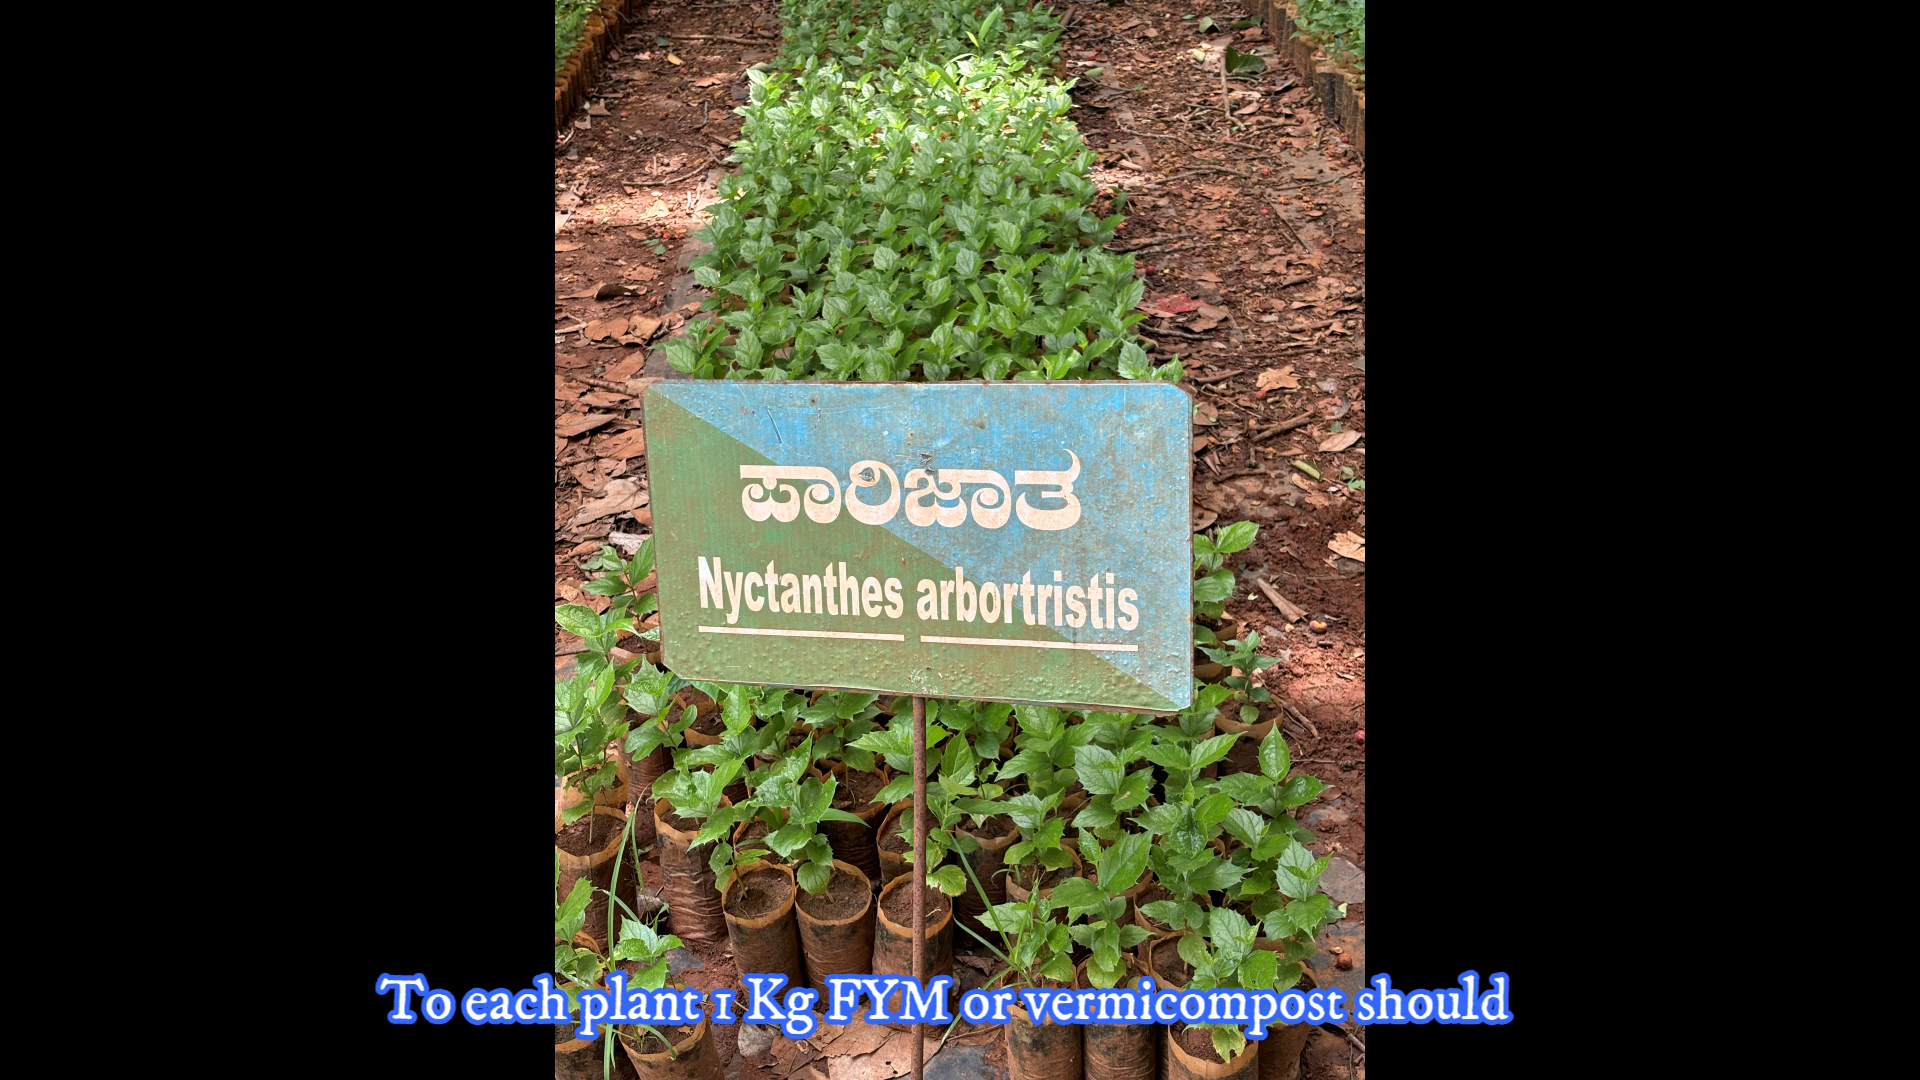 ಪಾರಿಜಾತ
Nyctanthes arbortristis
To each plant 1 Kg FYM or vermicompost should